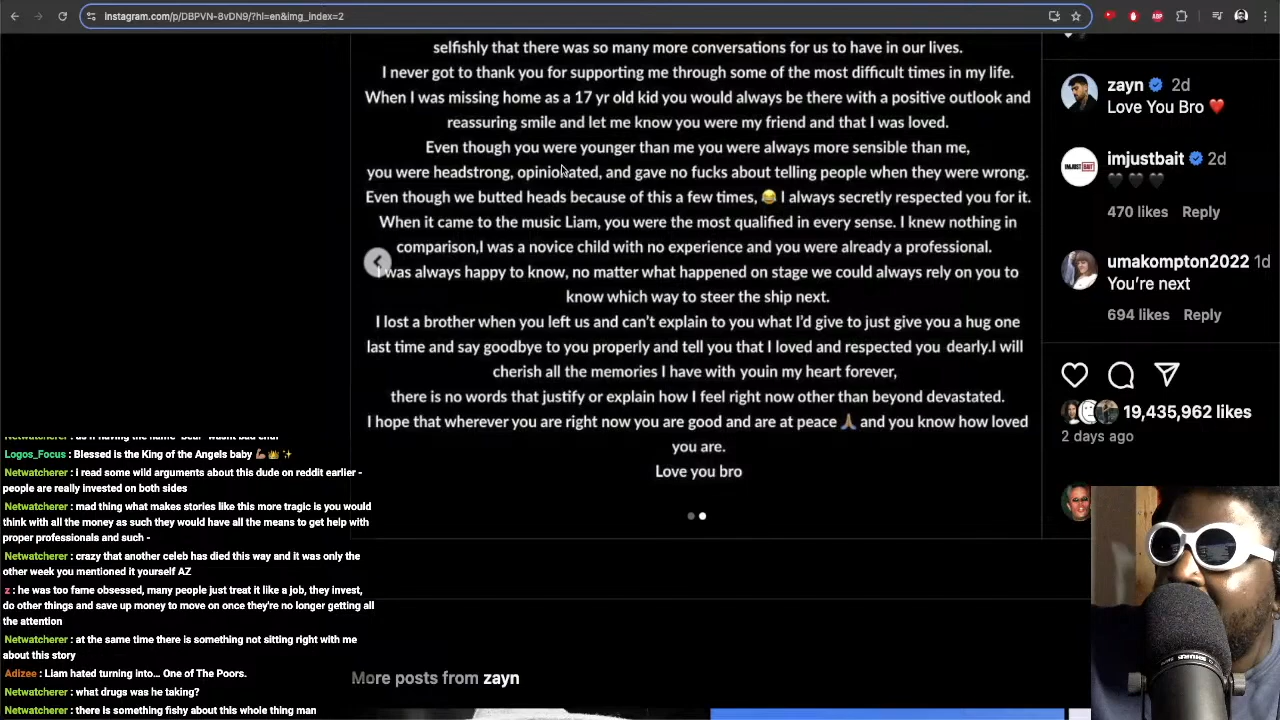 instagram.com/p/DBPVN-8vDN9/?hl=en&img_index=2
selfishly that there was so many more conversations for us to have in our lives.
I never got to thank you for supporting me through some of the most difficult times in my life.
When I was missing home as a 17 yr old kid you would always be there with a positive outlook and
reassuring smile and let me know you were my friend and that I was loved.
Even though you were younger than me you were always more sensible than me,
you were headstrong, opinionated, and gave no fucks about telling people when they were wrong.
Even though we butted heads because of this a few times, 😂 I always secretly respected you for it.
When it came to the music Liam, you were the most qualified in every sense. I knew nothing in
comparison,I was a novice child with no experience and you were already a professional.
I was always happy to know, no matter what happened on stage we could always rely on you to
know which way to steer the ship next.
I lost a brother when you left us and can't explain to you what I'd give to just give you a hug one
last time and say goodbye to you properly and tell you that I loved and respected you dearly.I will
cherish all the memories I have with youin my heart forever,
there is no words that justify or explain how I feel right now other than beyond devastated.
I hope that wherever you are right now you are good and are at peace 🙏🏽 and you know how loved
you are.
Love you bro
More posts from zayn
zayn 2d
Love You Bro ❤️
imjustbait 2d
🖤 🖤 🖤
470 likes Reply
umakompton2022 1d
You're next
694 likes Reply
19,435,962 likes
2 days ago
Logos_Focus : Blessed is the King of the Angels baby 💪🏽👑✨
Netwatcherer : i read some wild arguments about this dude on reddit earlier -
people are really invested on both sides
Netwatcherer : mad thing what makes stories like this more tragic is you would
think with all the money as such they would have all the means to get help with
proper professionals and such -
Netwatcherer : crazy that another celeb has died this way and it was only the
other week you mentioned it yourself AZ
z : he was too fame obsessed, many people just treat it like a job, they invest,
do other things and save up money to move on once they're no longer getting all
the attention
Netwatcherer : at the same time there is something not sitting right with me
about this story
Adizee : Liam hated turning into... One of The Poors.
Netwatcherer : what drugs was he taking?
Netwatcherer : there is something fishy about this whole thing man